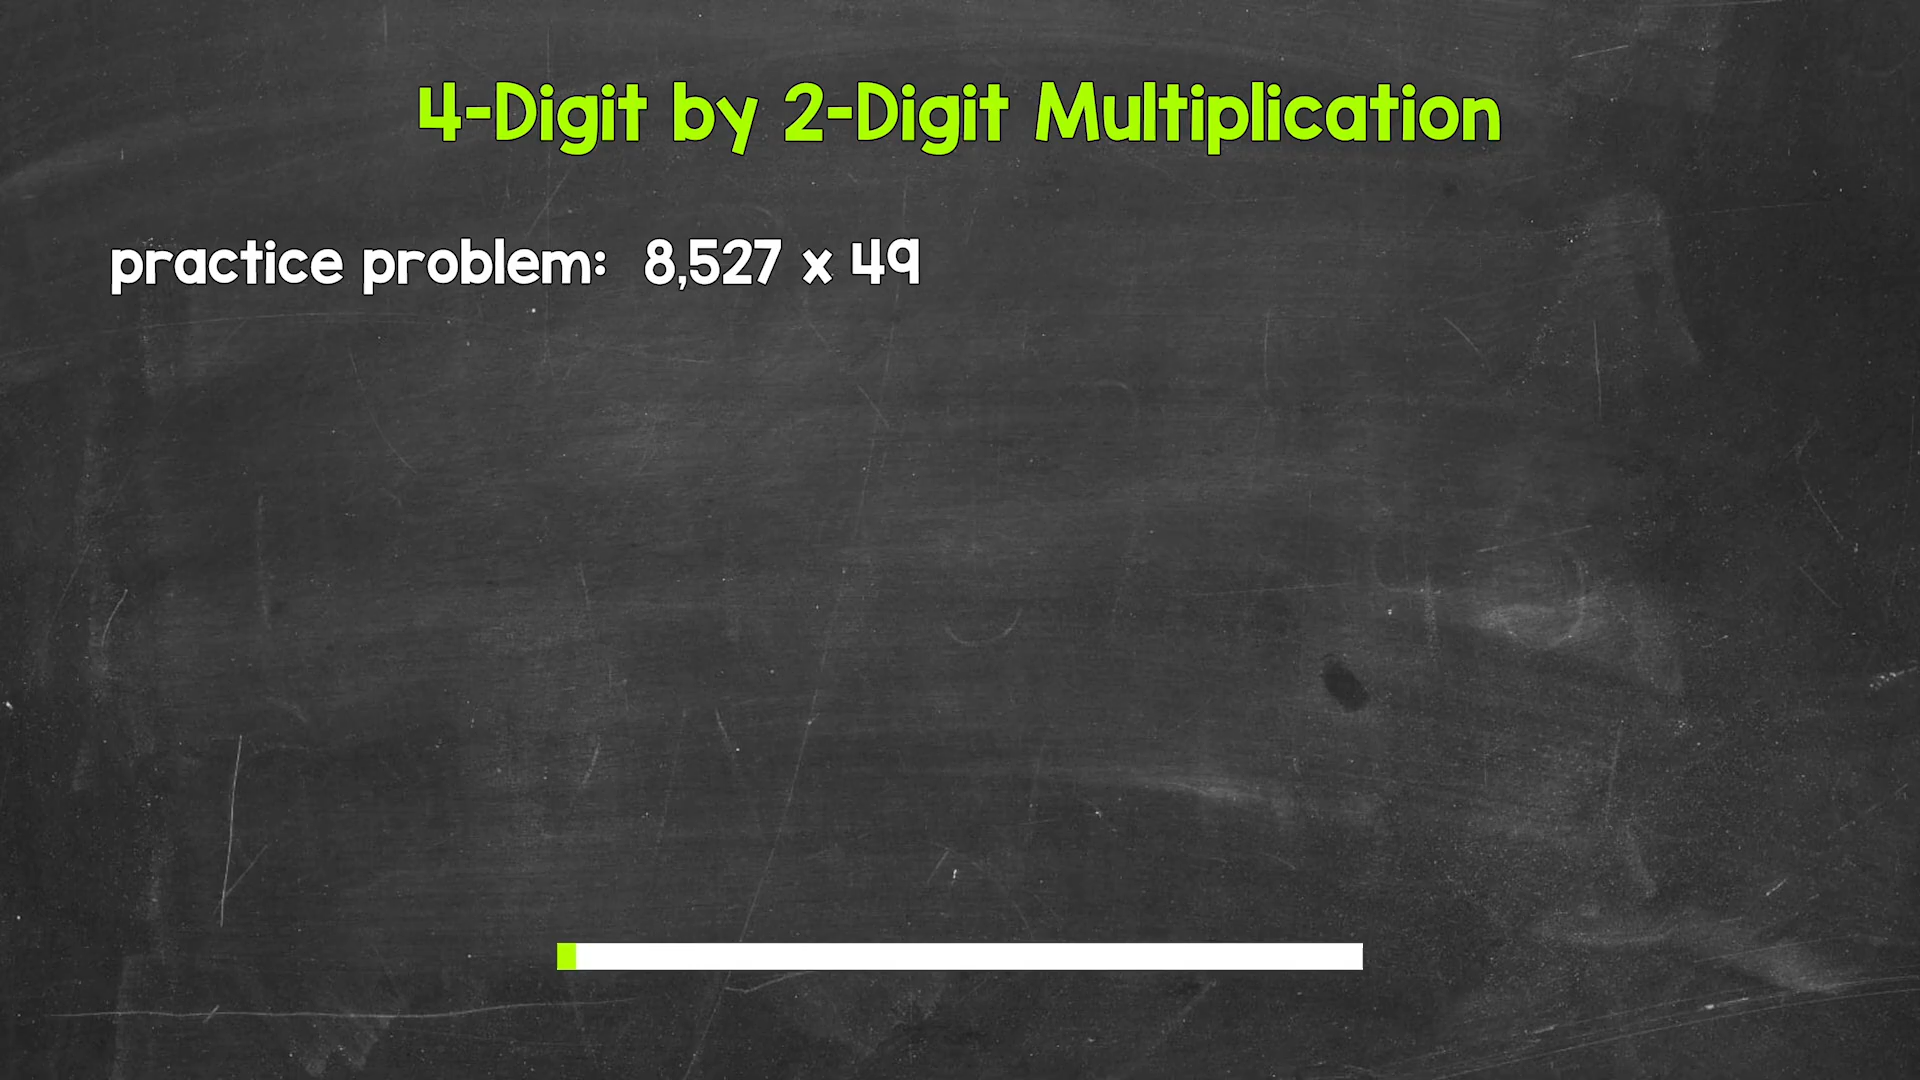 4-Digit by 2-Digit Multiplication
practice problem: 8,527 x 49